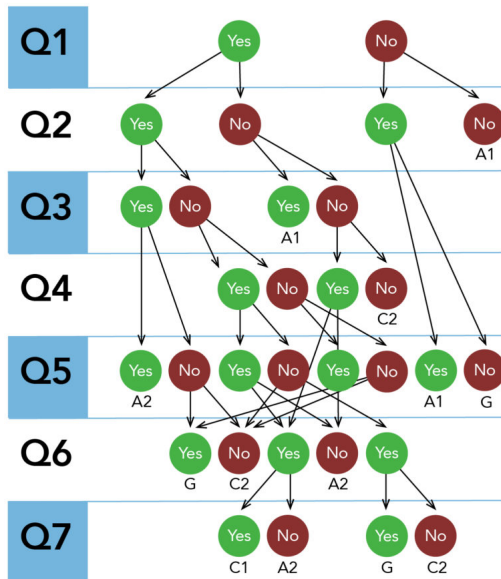 Q1 Yes No
Q2 Yes No Yes No
A1
Q3 Yes No Yes No
A1
Q4 Yes No Yes No
C2
Q5 Yes No Yes No Yes No Yes No
A2 A1 G
Q6 Yes No Yes No Yes
G C2 A2
Q7 Yes No Yes No
C1 A2 G C2